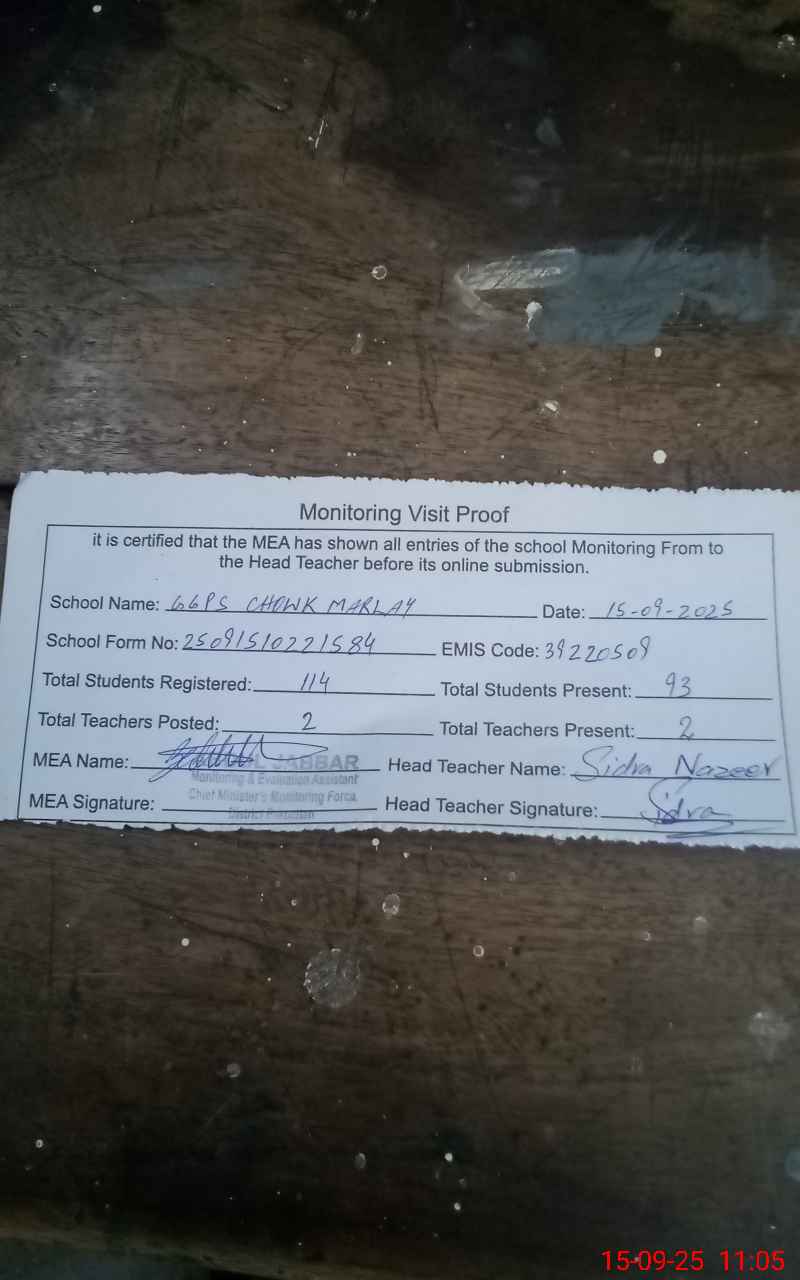 Monitoring Visit Proof
it is certified that the MEA has shown all entries of the school Monitoring From to
the Head Teacher before its online submission.
School Name: GGPS CHOWK MARLAY Date: 15-09-2025
School Form No: 25091510221584 EMIS Code: 39220509
Total Students Registered: 114 Total Students Present: 93
Total Teachers Posted: 2 Total Teachers Present: 2
MEA Name: JABBAR Head Teacher Name: Sidra Nazeer
Monitoring & Evaluation Assistant
Chief Minister's Monitoring Force,
MEA Signature: Head Teacher Signature: Sidra
District
15-09-25 11:05